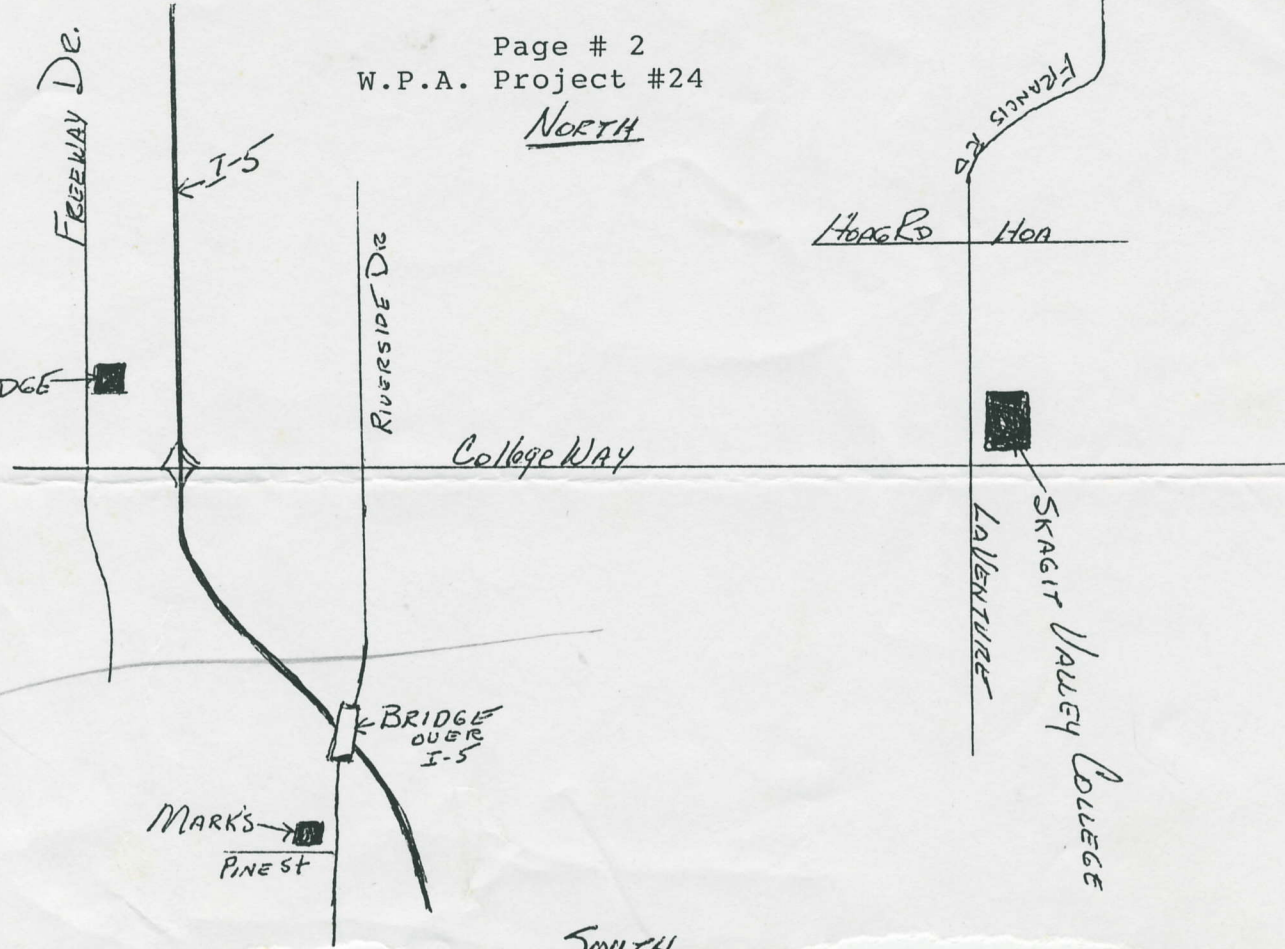 Page # 2
W.P.A. Project #24
NORTH
FREEWAY Dr.
I-5
RIVERSIDE DR
FRANCIS RD
HOAG RD
HOA
DGE
College WAY
LAVENTURE
SKAGIT VALLEY COLLEGE
BRIDGE
OVER
I-5
MARK'S
PINE St
SOUTH